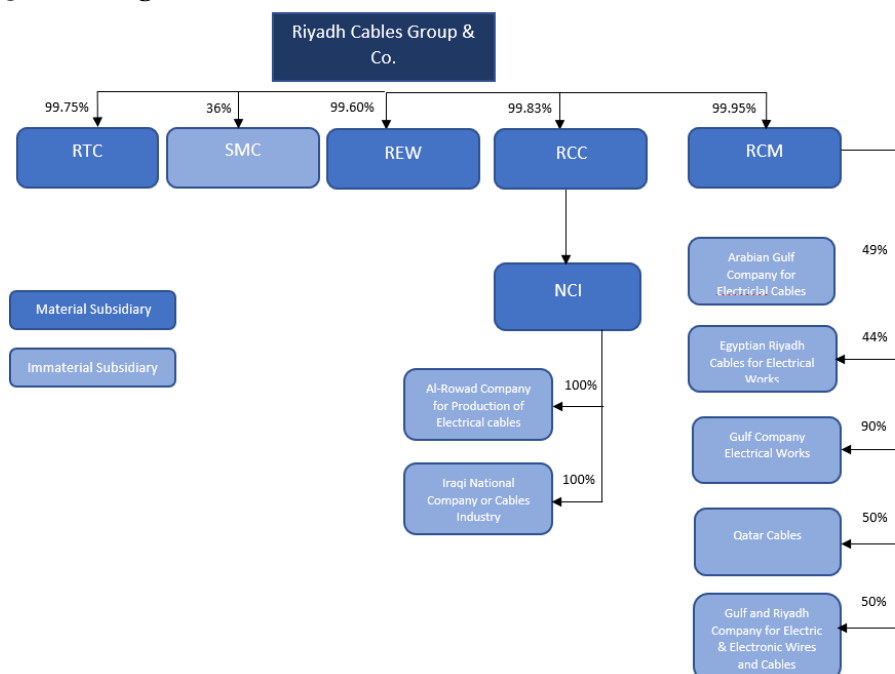 Riyadh Cables Group &
Co.
99.75%
36%
99.60%
99.83%
99.95%
RTC
SMC
REW
RCC
RCM
Arabian Gulf
Company for
Electriclal Cables
49%
NCI
Material Subsidiary
Egyptian Riyadh
Cables for Electrical
Works
44%
Immaterial Subsidiary
Al-Rowad Company
for Production of
Electrical cables
100%
Gulf Company
Electrical Works
90%
Iraqi National
Company or Cables
Industry
100%
Qatar Cables
50%
Gulf and Riyadh
Company for Electric
& Electronic Wires
and Cables
50%